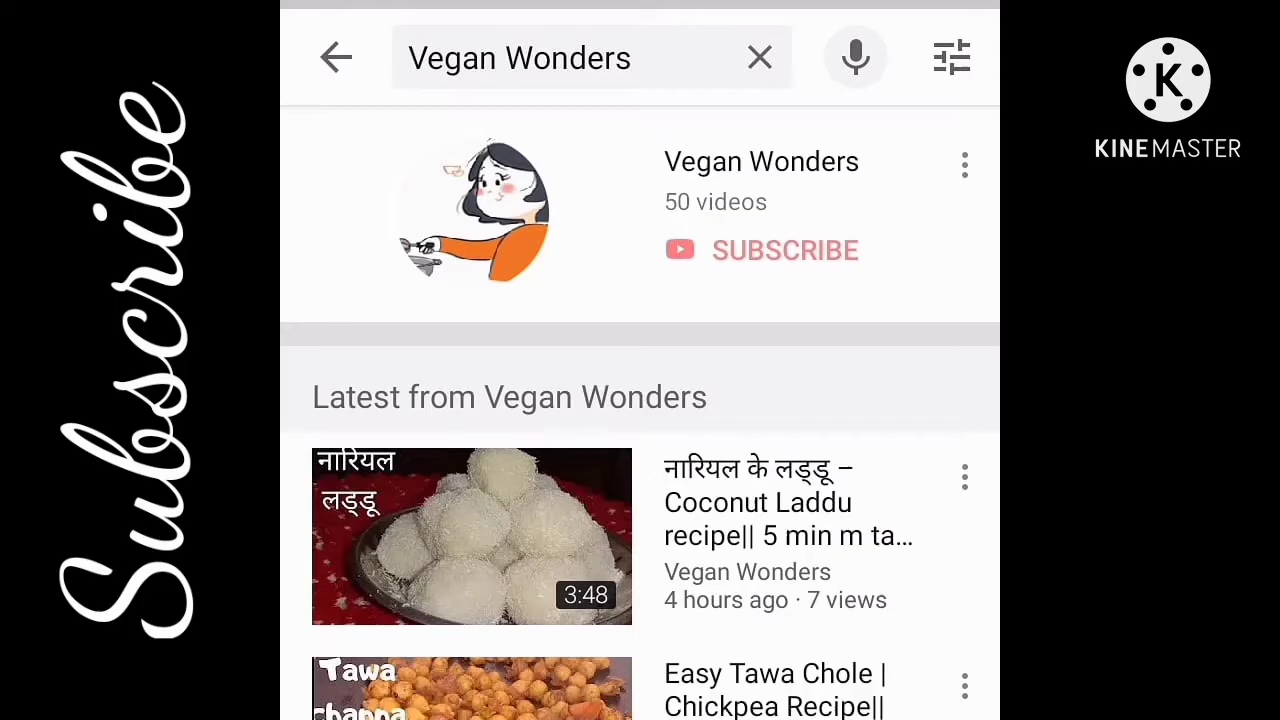 Subscribe
Vegan Wonders
KINEMASTER
Vegan Wonders
50 videos
SUBSCRIBE
Latest from Vegan Wonders
नारियल
लड्डू
3:48
नारियल के लड्डू –
Coconut Laddu
recipe|| 5 min m ta...
Vegan Wonders
4 hours ago · 7 views
Tawa
channa
Easy Tawa Chole |
Chickpea Recipe||